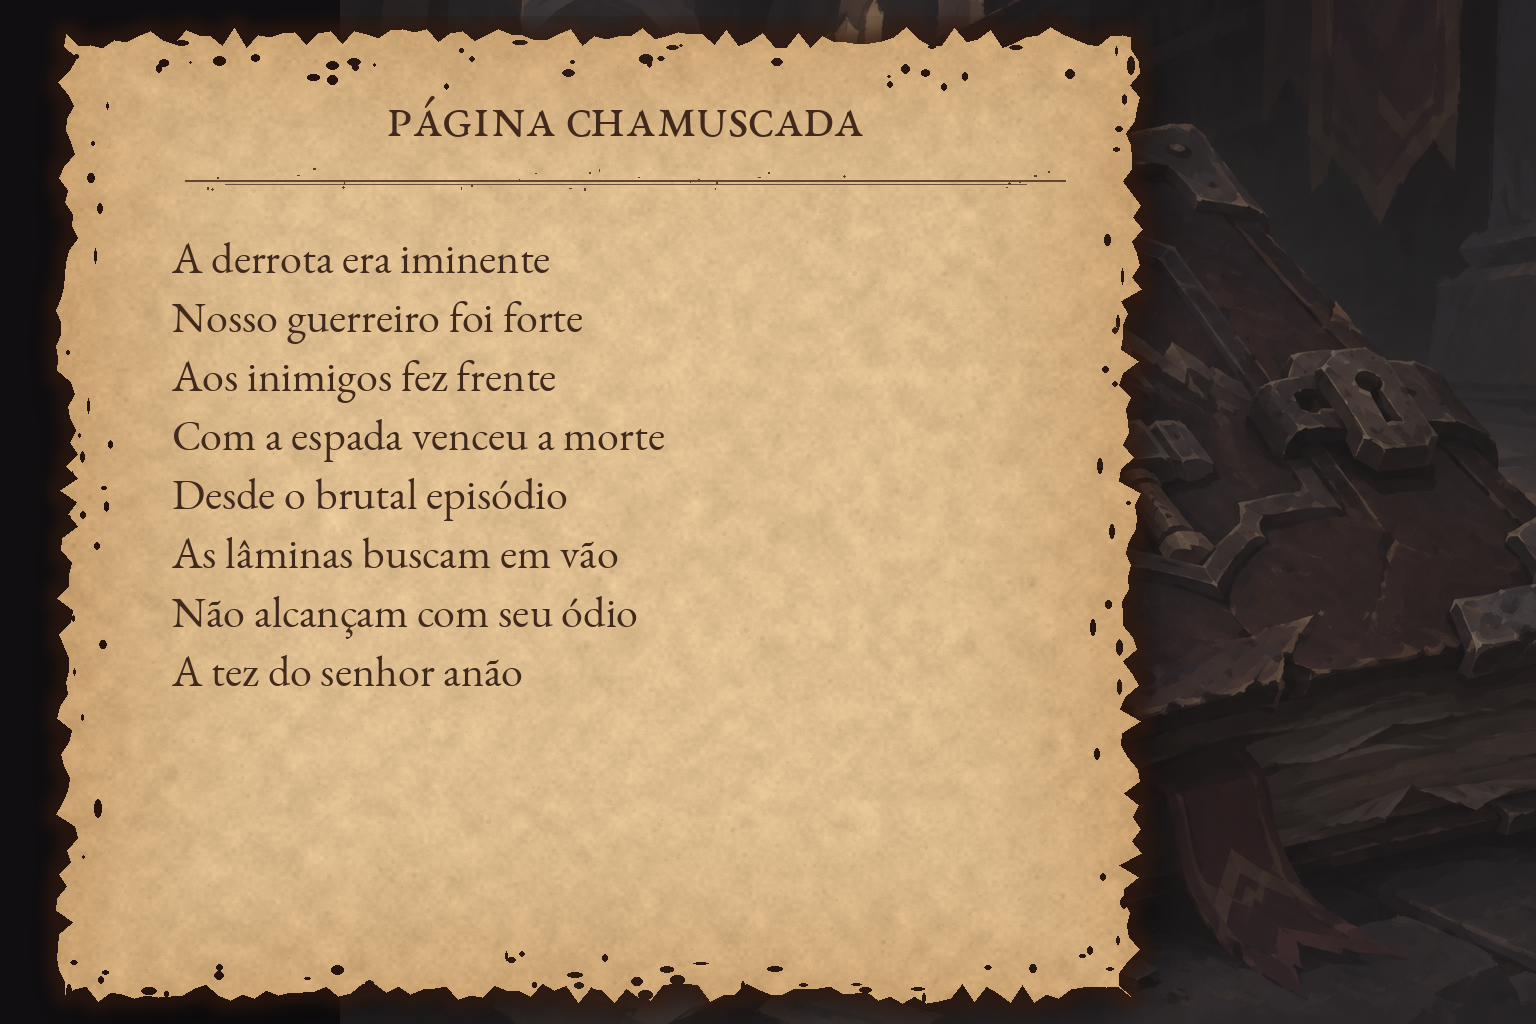 PÁGINA CHAMUSCADA
A derrota era iminente
Nosso guerreiro foi forte
Aos inimigos fez frente
Com a espada venceu a morte
Desde o brutal episódio
As lâminas buscam em vão
Não alcançam com seu ódio
A tez do senhor anão